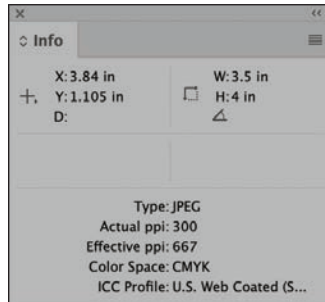 Info
X: 3.84 in
Y: 1.105 in
D:
W: 3.5 in
H: 4 in
Type: JPEG
Actual ppi: 300
Effective ppi: 667
Color Space: CMYK
ICC Profile: U.S. Web Coated (S...